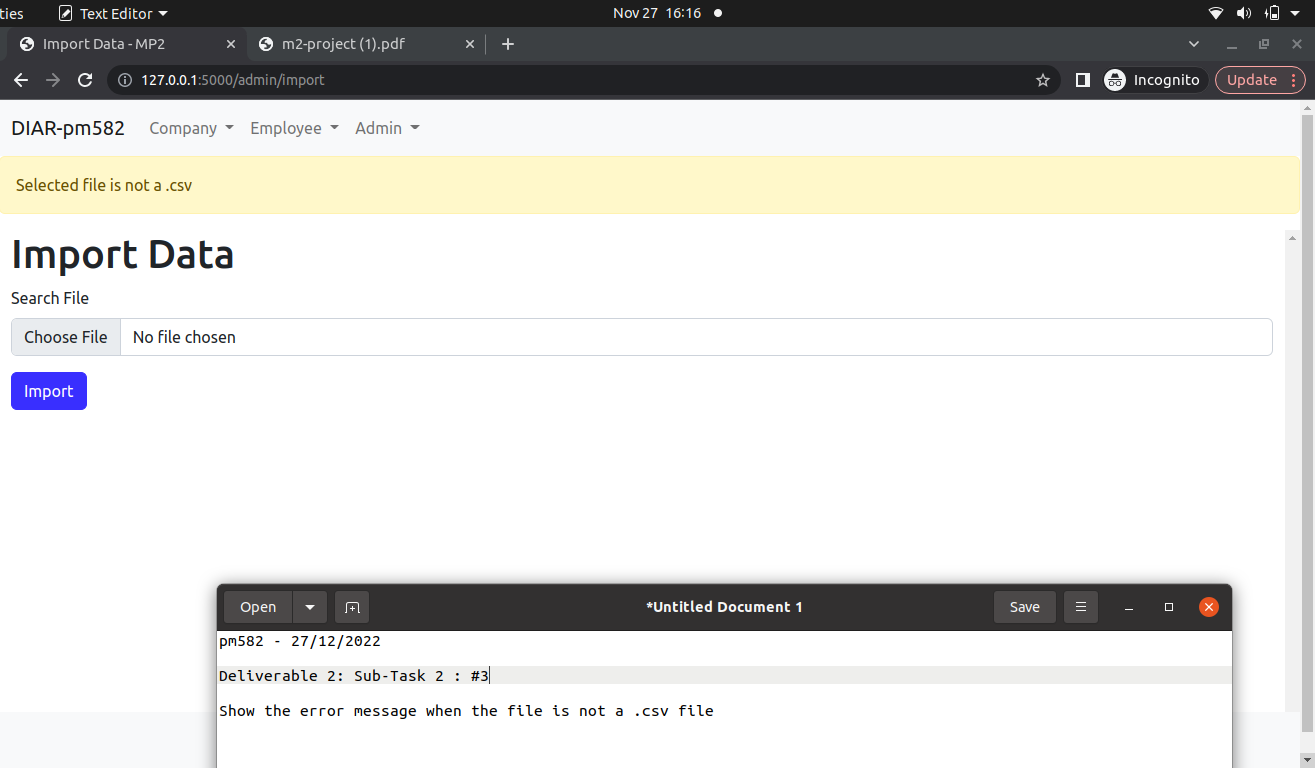 ties Text Editor Nov 27 16:16
Import Data - MP2 m2-project (1).pdf
127.0.0.1:5000/admin/import Incognito Update
DIAR-pm582 Company Employee Admin
Selected file is not a .csv
Import Data
Search File
Choose File No file chosen
Import
Open *Untitled Document 1 Save
pm582 - 27/12/2022
Deliverable 2: Sub-Task 2 : #3
Show the error message when the file is not a .csv file